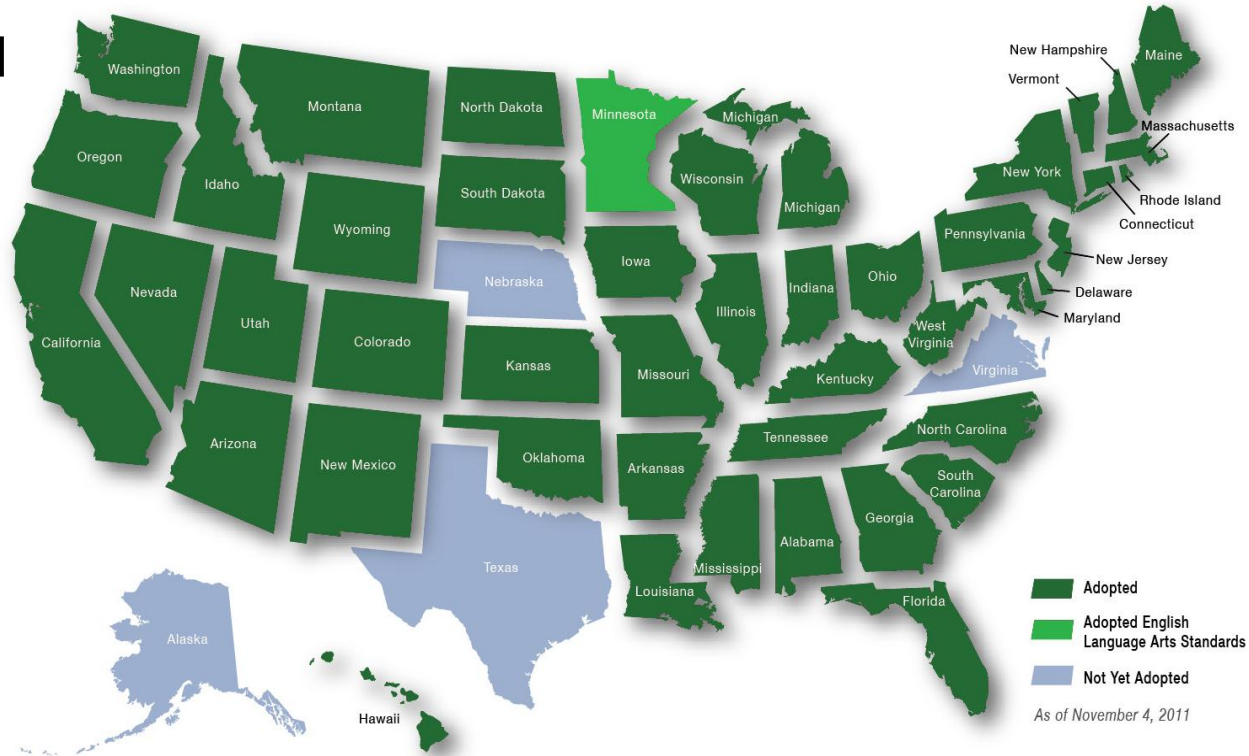 New Hampshire
Maine
Washington
Vermont
Montana
North Dakota
Minnesota
Michigan
Massachusetts
Oregon
Idaho
South Dakota
Wisconsin
New York
Michigan
Rhode Island
Wyoming
Connecticut
Pennsylvania
Iowa
New Jersey
Nebraska
Ohio
Nevada
Indiana
Delaware
Utah
Illinois
Maryland
California
Colorado
West
Virginia
Kansas
Missouri
Kentucky
Virginia
Arizona
Tennessee
North Carolina
New Mexico
Oklahoma
Arkansas
South
Carolina
Georgia
Alabama
Texas
Mississippi
Louisiana
Florida
Alaska
Hawaii
Adopted
Adopted English
Language Arts Standards
Not Yet Adopted
As of November 4, 2011